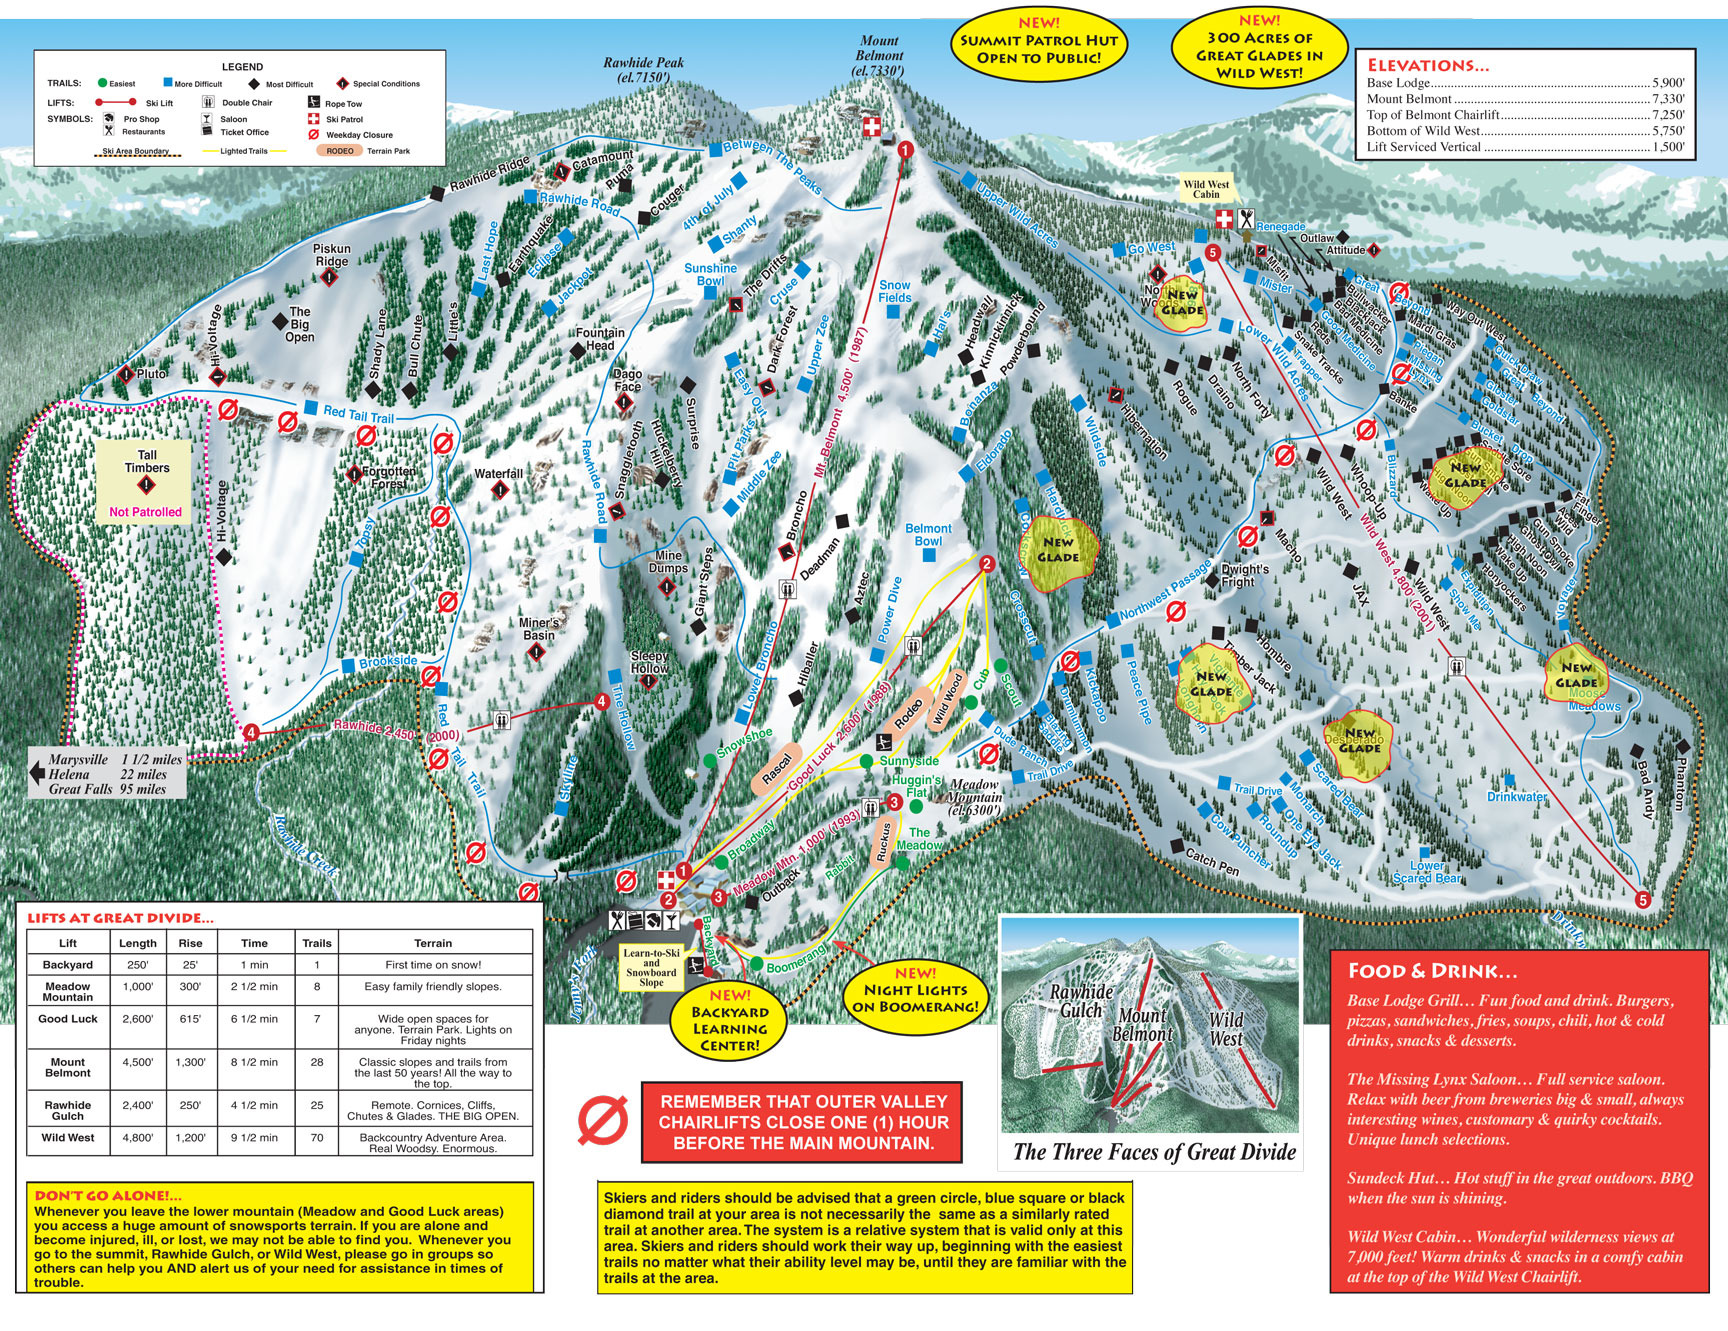 NEW!
SUMMIT PATROL HUT
OPEN TO PUBLIC!
NEW!
300 ACRES OF
GREAT GLADES IN
WILD WEST!
LEGEND
TRAILS:
Easiest
More Difficult
Most Difficult
Special Conditions
LIFTS:
Ski Lift
Double Chair
Rope Tow
SYMBOLS:
Pro Shop
Saloon
Ski Patrol
Restaurants
Ticket Office
Weekday Closure
Ski Area Boundary
Lighted Trails
RODEO
Terrain Park
Rawhide Peak
(el.7150')
Mount
Belmont
(el.7330')
ELEVATIONS...
Base Lodge 5,900'
Mount Belmont 7,330'
Top of Belmont Chairlift 7,250'
Bottom of Wild West 5,750'
Lift Serviced Vertical 1,500'
Rawhide Ridge
Catamount
Puma
Couger
Rawhide Road
Between The Peaks
4th of July
Shanty
Last Hope
Earthquake
Eclipse
Jackpot
Sunshine
Bowl
The Drifts
Cruse
Snow
Fields
Upper Wild Acres
Wild West
Cabin
Go West
Renegade
Outlaw
Attitude
Misfit
Mister
NEW
GLADE
Piskun
Ridge
The
Big
Open
Hi-Voltage
Shady Lane
Bull Chute
Little's
Fountain
Head
Dago
Face
Pluto
Red Tail Trail
Surprise
Dark Forest
Upper Zee
Easy Out
Pit Parks
Middle Zee
Hal's
Headwall
Kinnickinnick
Powderhound
Bonanza
Eldorado
Wildside
Hibernation
Rogue
Draino
North Forty
Lower Wild Acres
Trapper
Snake Tracks
Reds
Good Medicine
Bad Medicine
Mardi Gras
Way Out West
Piegan
Missing
Lynx
Quick Draw
Great
Beyond
Gunster
Goldstar
Bucket
Drop
Banke
Blizzard
Tall
Timbers
Not Patrolled
Forgotten
Forest
Waterfall
Snaggletooth
Huckelberry
Hill
Rawhide Road
Hi-Voltage
Topsy
Mt. Belmont 4,500' (1987)
Broncho
Deadman
Belmont
Bowl
Mine
Dumps
Giant Steps
Aztec
Power Dive
Crosscut
NEW
GLADE
Northwest Passage
Dwight's
Fright
Macho
Wild West
Whoop-Up
JAX
Wild West 4,800' (2001)
Wild West
NEW
GLADE
Wake Up
Fat
Finger
Aces
Wild
Gun Smoke
Ghost Owl
High Noon
Wake Up
Honyockers
Expedition
Show Me
Voyager
Miner's
Basin
Sleepy
Hollow
Brookside
The Hollow
Lower Broncho
Hiballer
Good Luck 2,600' (1988)
Rodeo
Wild Wood
Cub
Scout
Drumlummon
Kickapoo
Peace Pipe
Blazing
Saddle
Hombre
Timber Jack
NEW
GLADE
NEW
GLADE
Desperado
NEW
GLADE
Moose
Meadows
Rawhide 2,450 (2000)
Red Tail Trail
Marysville 1 1/2 miles
Helena 22 miles
Great Falls 95 miles
Rawhide Creek
Skyline
Snowshoe
Rascal
Sunnyside
Huggin's
Flat
Meadow
Mountain
(el.6300')
Dude Ranch
Trail Drive
Trail Drive
Scared Bear
Monarch
One Eye Jack
Roundup
Cow Puncher
Catch Pen
Lower
Scared Bear
Drinkwater
Bad Andy
Phantom
Broadway
Meadow Mtn. 1,000' (1993)
Ruckus
The
Meadow
Rabbit
Outback
Backyard
Boomerang
Learn-to-Ski
and
Snowboard
Slope
NEW!
BACKYARD
LEARNING
CENTER!
NEW!
NIGHT LIGHTS
ON BOOMERANG!
1
2
3
4
5
LIFTS AT GREAT DIVIDE...
Lift Length Rise Time Trails Terrain
Backyard 250' 25' 1 min 1 First time on snow!
Meadow
Mountain 1,000' 300' 2 1/2 min 8 Easy family friendly slopes.
Good Luck 2,600' 615' 6 1/2 min 7 Wide open spaces for
anyone. Terrain Park. Lights on
Friday nights
Mount
Belmont 4,500' 1,300' 8 1/2 min 28 Classic slopes and trails from
the last 50 years! All the way to
the top.
Rawhide
Gulch 2,400' 250' 4 1/2 min 25 Remote. Cornices, Cliffs,
Chutes & Glades. THE BIG OPEN.
Wild West 4,800' 1,200' 9 1/2 min 70 Backcountry Adventure Area.
Real Woodsy. Enormous.
DON'T GO ALONE!...
Whenever you leave the lower mountain (Meadow and Good Luck areas)
you access a huge amount of snowsports terrain. If you are alone and
become injured, ill, or lost, we may not be able to find you. Whenever you
go to the summit, Rawhide Gulch, or Wild West, please go in groups so
others can help you AND alert us of your need for assistance in times of
trouble.
REMEMBER THAT OUTER VALLEY
CHAIRLIFTS CLOSE ONE (1) HOUR
BEFORE THE MAIN MOUNTAIN.
Skiers and riders should be advised that a green circle, blue square or black
diamond trail at your area is not necessarily the same as a similarly rated
trail at another area. The system is a relative system that is valid only at this
area. Skiers and riders should work their way up, beginning with the easiest
trails no matter what their ability level may be, until they are familiar with the
trails at the area.
Rawhide
Gulch
Mount
Belmont
Wild
West
The Three Faces of Great Divide
FOOD & DRINK...
Base Lodge Grill... Fun food and drink. Burgers,
pizzas, sandwiches, fries, soups, chili, hot & cold
drinks, snacks & desserts.
The Missing Lynx Saloon... Full service saloon.
Relax with beer from breweries big & small, always
interesting wines, customary & quirky cocktails.
Unique lunch selections.
Sundeck Hut... Hot stuff in the great outdoors. BBQ
when the sun is shining.
Wild West Cabin... Wonderful wilderness views at
7,000 feet! Warm drinks & snacks in a comfy cabin
at the top of the Wild West Chairlift.